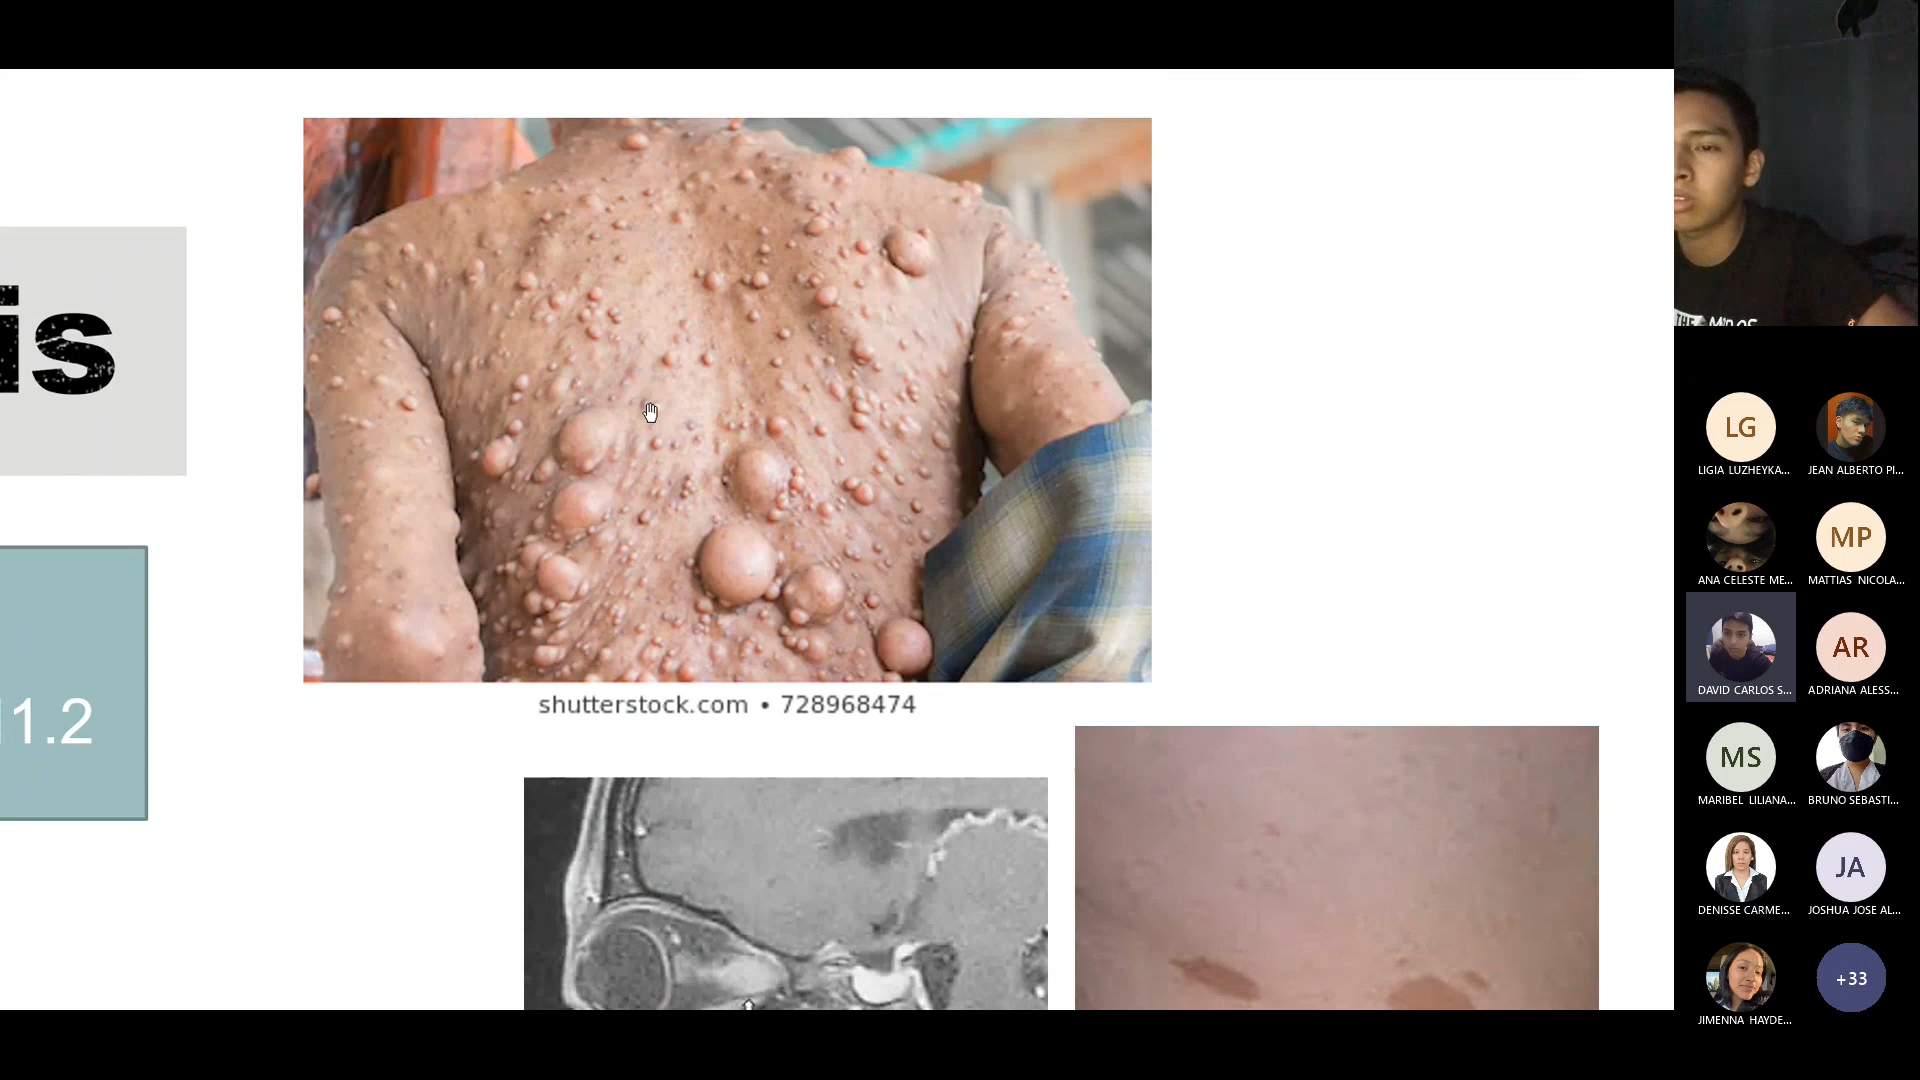 is
11.2
shutterstock.com • 728968474
LG
LIGIA LUZHEYKA...
JEAN ALBERTO PI...
ANA CELESTE ME...
MP
MATTIAS NICOLA...
DAVID CARLOS S...
AR
ADRIANA ALESS...
MS
MARIBEL LILIANA...
BRUNO SEBASTI...
DENISSE CARME...
JA
JOSHUA JOSE AL...
JIMENNA HAYDE...
+33